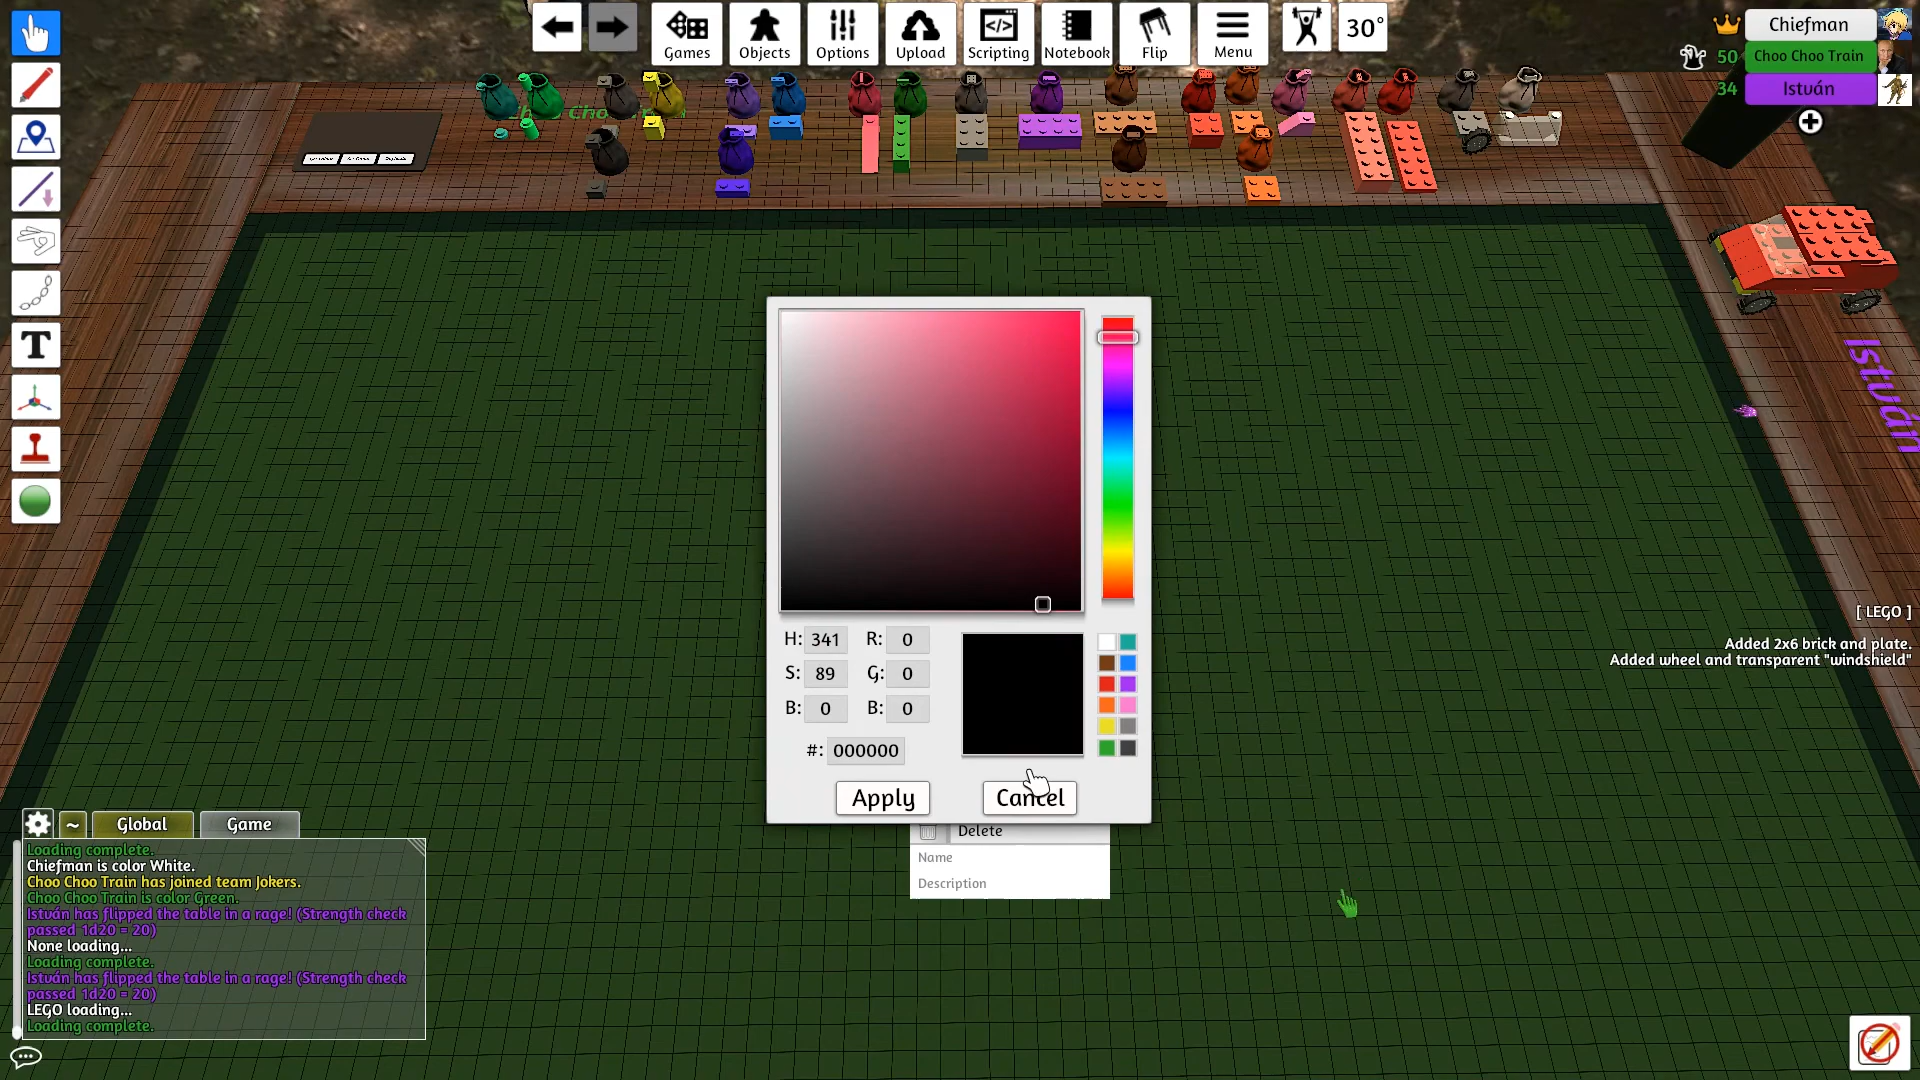 Games
Objects
Options
Upload
Scripting
Notebook
Flip
Menu
30°
Chiefman
50 Choo Choo Train
34 István
István
[ LEGO ]
Added 2x6 brick and plate.
Added wheel and transparent "windshield"
H: 341 R: 0
S: 89 G: 0
B: 0 B: 0
#: 000000
Apply
Cancel
Delete
Name
Description
~
Global
Game
Loading complete.
Chiefman is color White.
Choo Choo Train has joined team Jokers.
Choo Choo Train is color Green.
István has flipped the table in a rage! (Strength check
passed 1d20 = 20)
None loading...
Loading complete.
István has flipped the table in a rage! (Strength check
passed 1d20 = 20)
LEGO loading...
Loading complete.